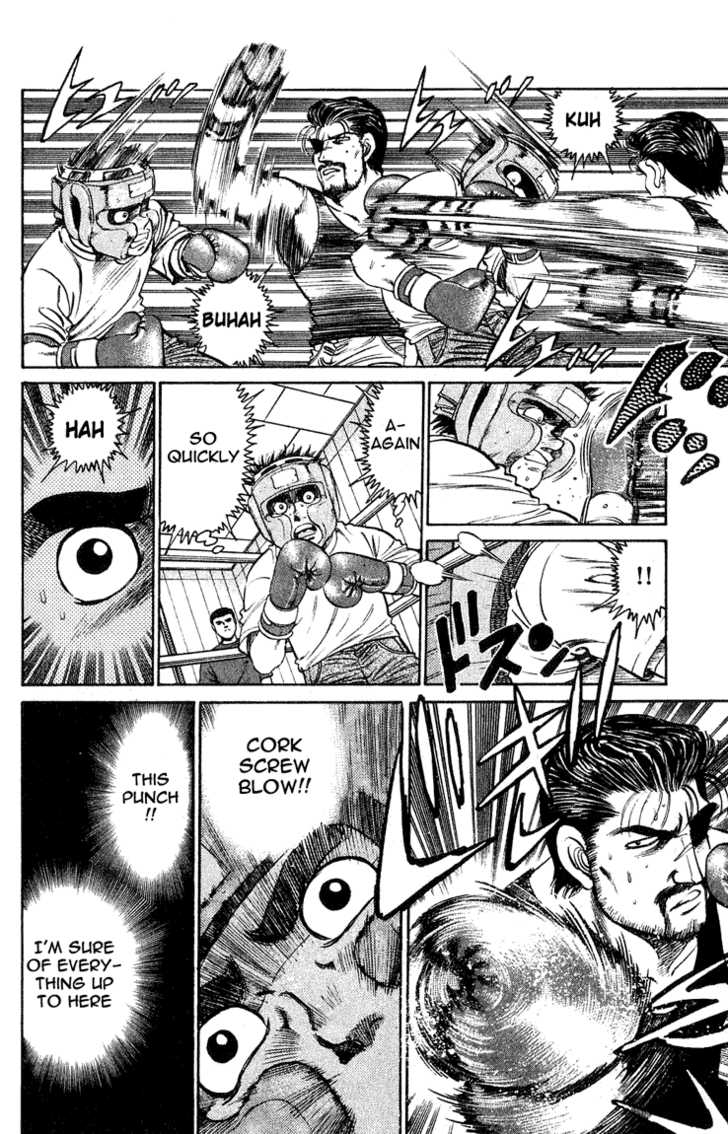 KUH
BUHAH
!!
ドスン
A-
AGAIN
SO
QUICKLY
HAH
CORK
SCREW
BLOW!!
THIS
PUNCH
!!
I'M SURE
OF EVERY-
THING UP
TO HERE